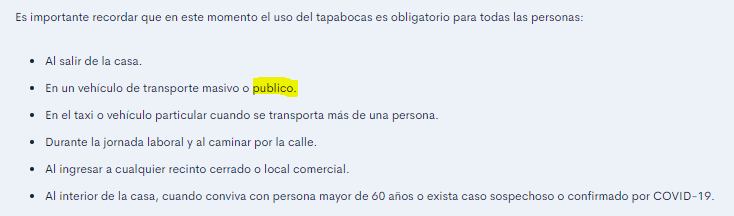 Es importante recordar que en este momento el uso del tapabocas es obligatorio para todas las personas:
• Al salir de la casa.
• En un vehículo de transporte masivo o publico.
• En el taxi o vehículo particular cuando se transporta más de una persona.
• Durante la jornada laboral y al caminar por la calle.
• Al ingresar a cualquier recinto cerrado o local comercial.
• Al interior de la casa, cuando conviva con persona mayor de 60 años o exista caso sospechoso o confirmado por COVID-19.